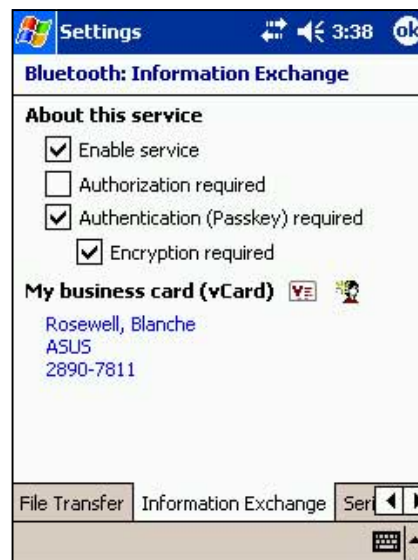 Settings 3:38 ok
Bluetooth: Information Exchange
About this service
Enable service
Authorization required
Authentication (Passkey) required
Encryption required
My business card (vCard)
Rosewell, Blanche
ASUS
2890-7811
File Transfer Information Exchange Seri